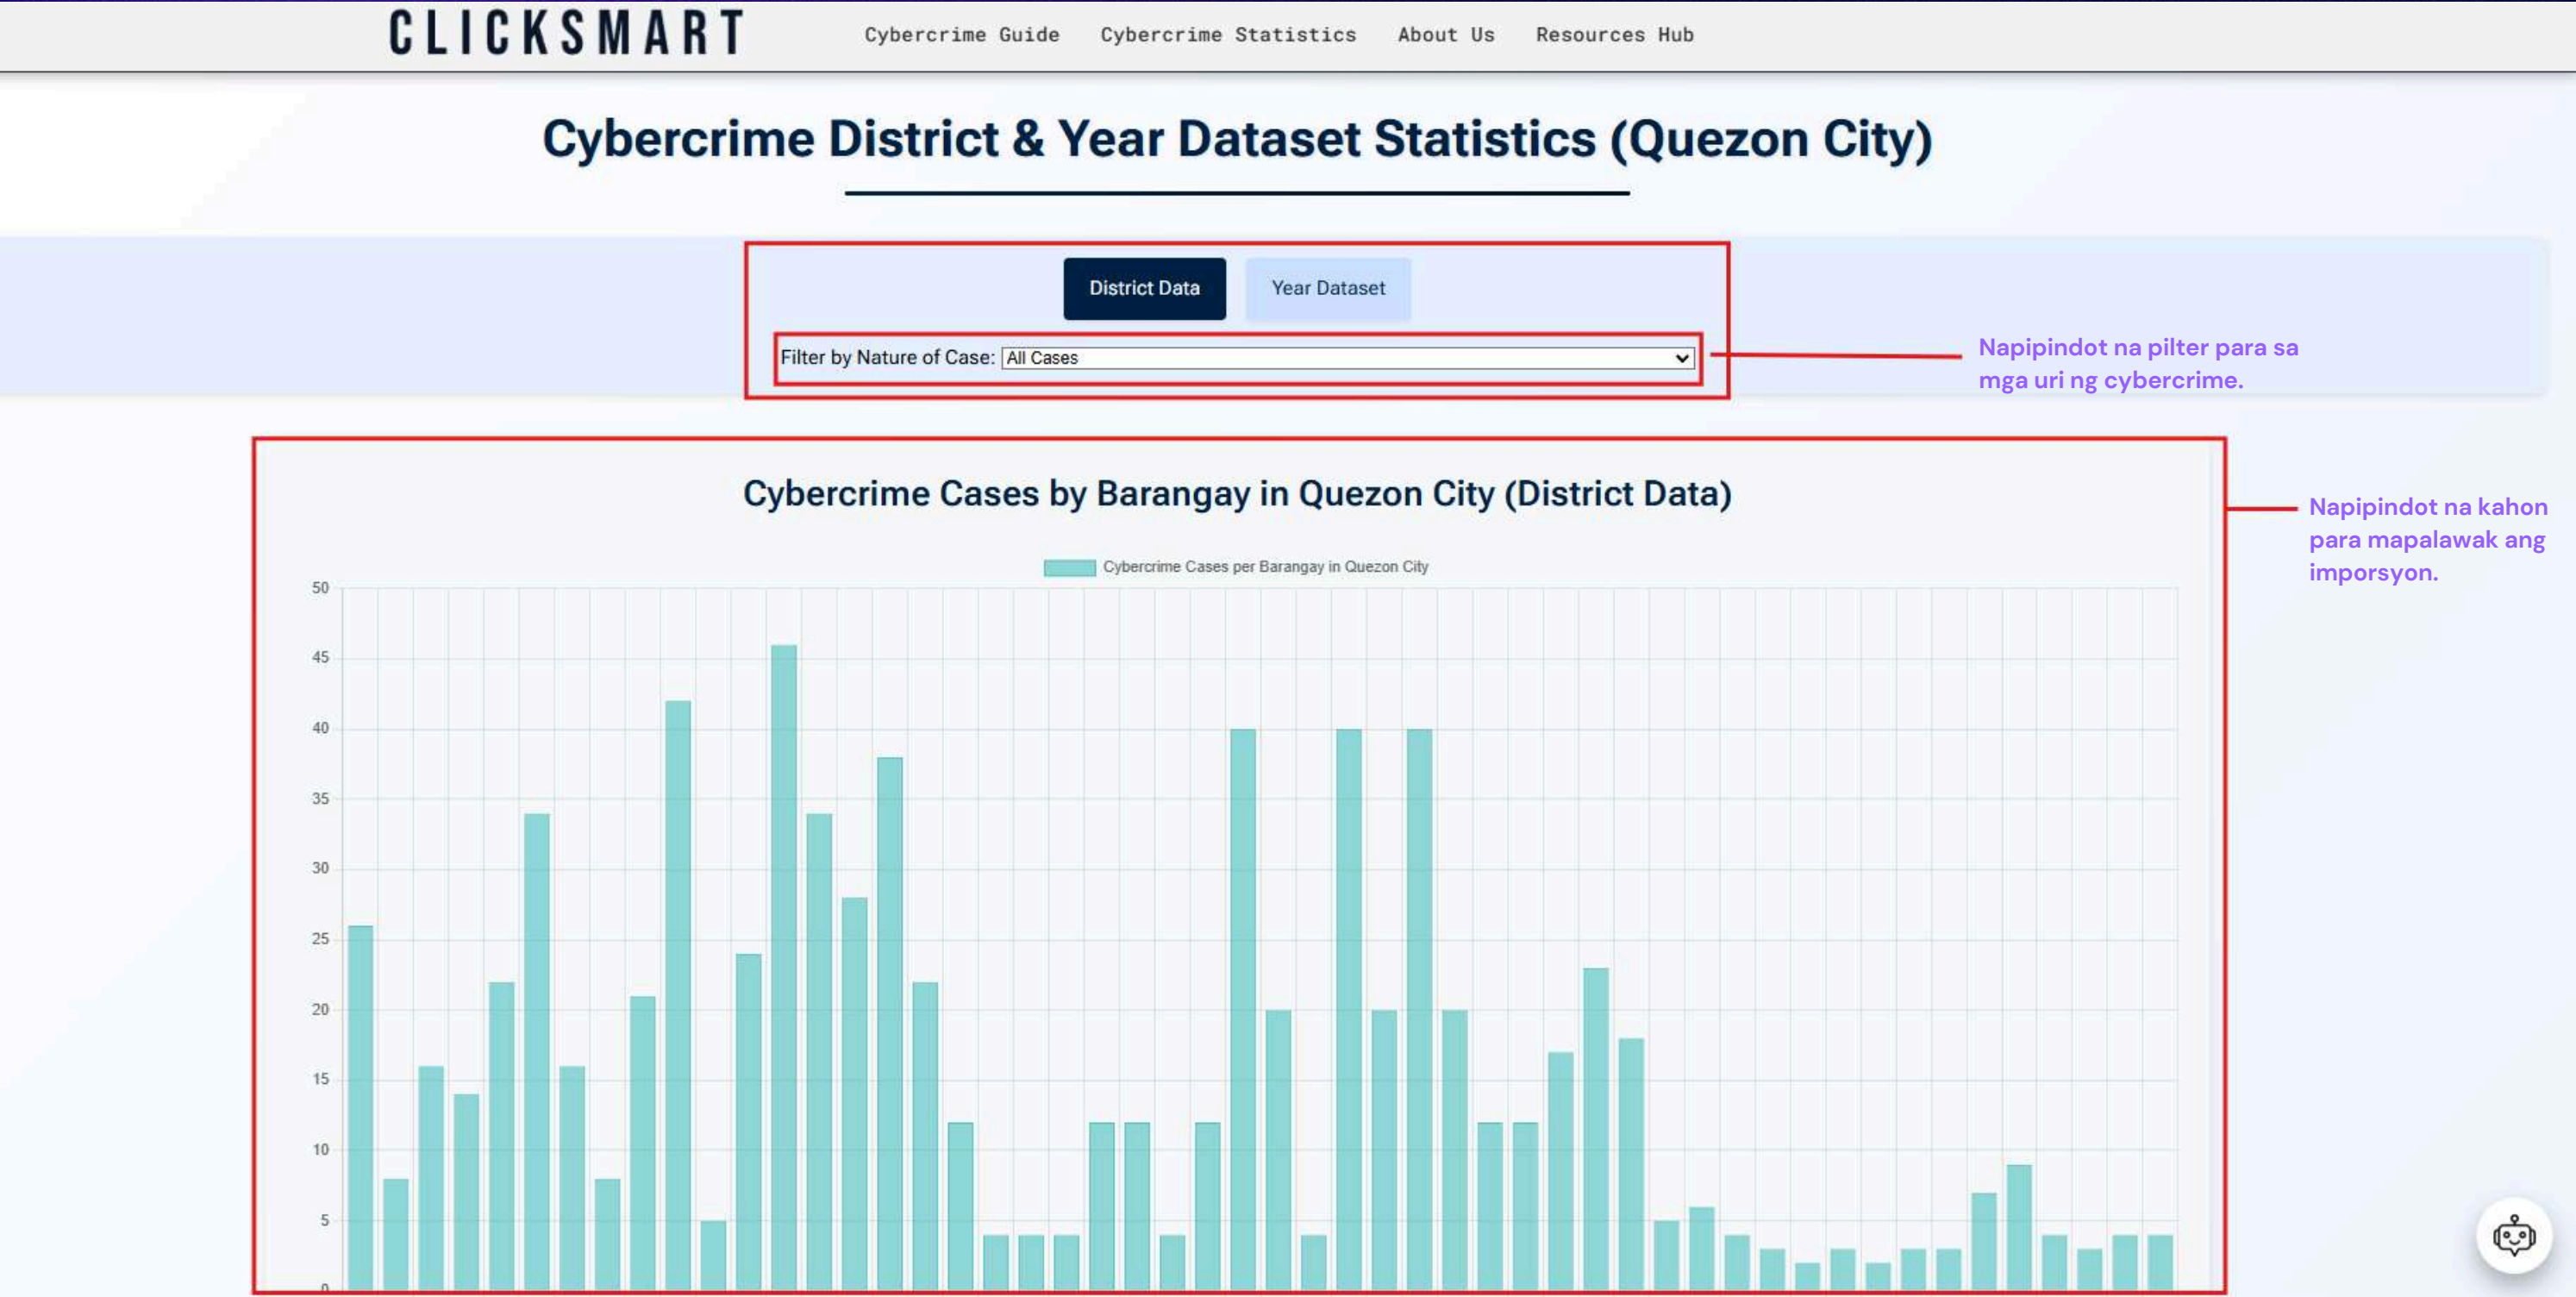 CLICKSMART
Cybercrime Guide Cybercrime Statistics About Us Resources Hub
Cybercrime District & Year Dataset Statistics (Quezon City)
District Data Year Dataset
Filter by Nature of Case: All Cases
Napipindot na pilter para sa
mga uri ng cybercrime.
Cybercrime Cases by Barangay in Quezon City (District Data)
Napipindot na kahon
para mapalawak ang
imporsyon.
Cybercrime Cases per Barangay in Quezon City
50
45
40
35
30
25
20
15
10
5
0